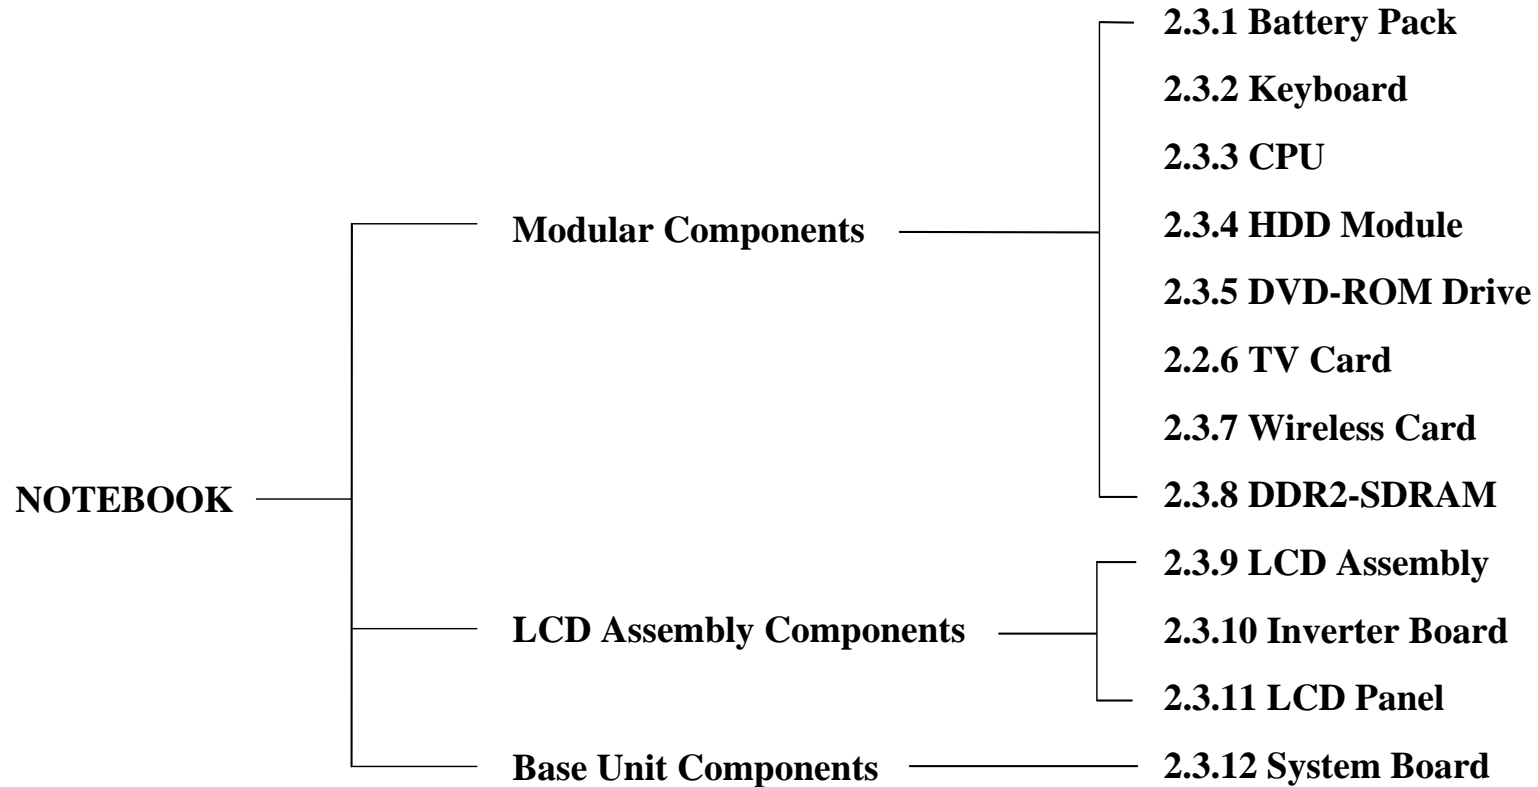 2.3.1 Battery Pack
2.3.2 Keyboard
2.3.3 CPU
Modular Components
2.3.4 HDD Module
2.3.5 DVD-ROM Drive
2.2.6 TV Card
2.3.7 Wireless Card
NOTEBOOK
2.3.8 DDR2-SDRAM
2.3.9 LCD Assembly
LCD Assembly Components
2.3.10 Inverter Board
2.3.11 LCD Panel
Base Unit Components
2.3.12 System Board